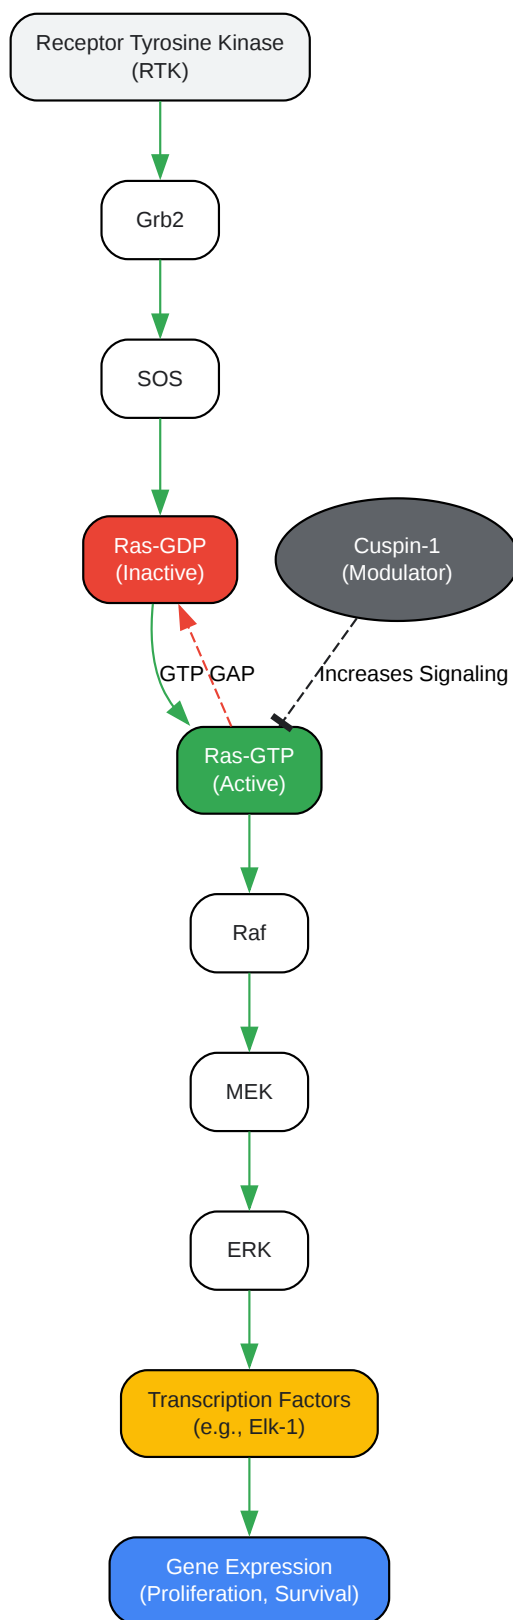 Receptor Tyrosine Kinase
(RTK)
Grb2
SOS
Ras-GDP
(Inactive)
Cuspin-1
(Modulator)
GTP
GAP
Increases Signaling
Ras-GTP
(Active)
Raf
MEK
ERK
Transcription Factors
(e.g., Elk-1)
Gene Expression
(Proliferation, Survival)